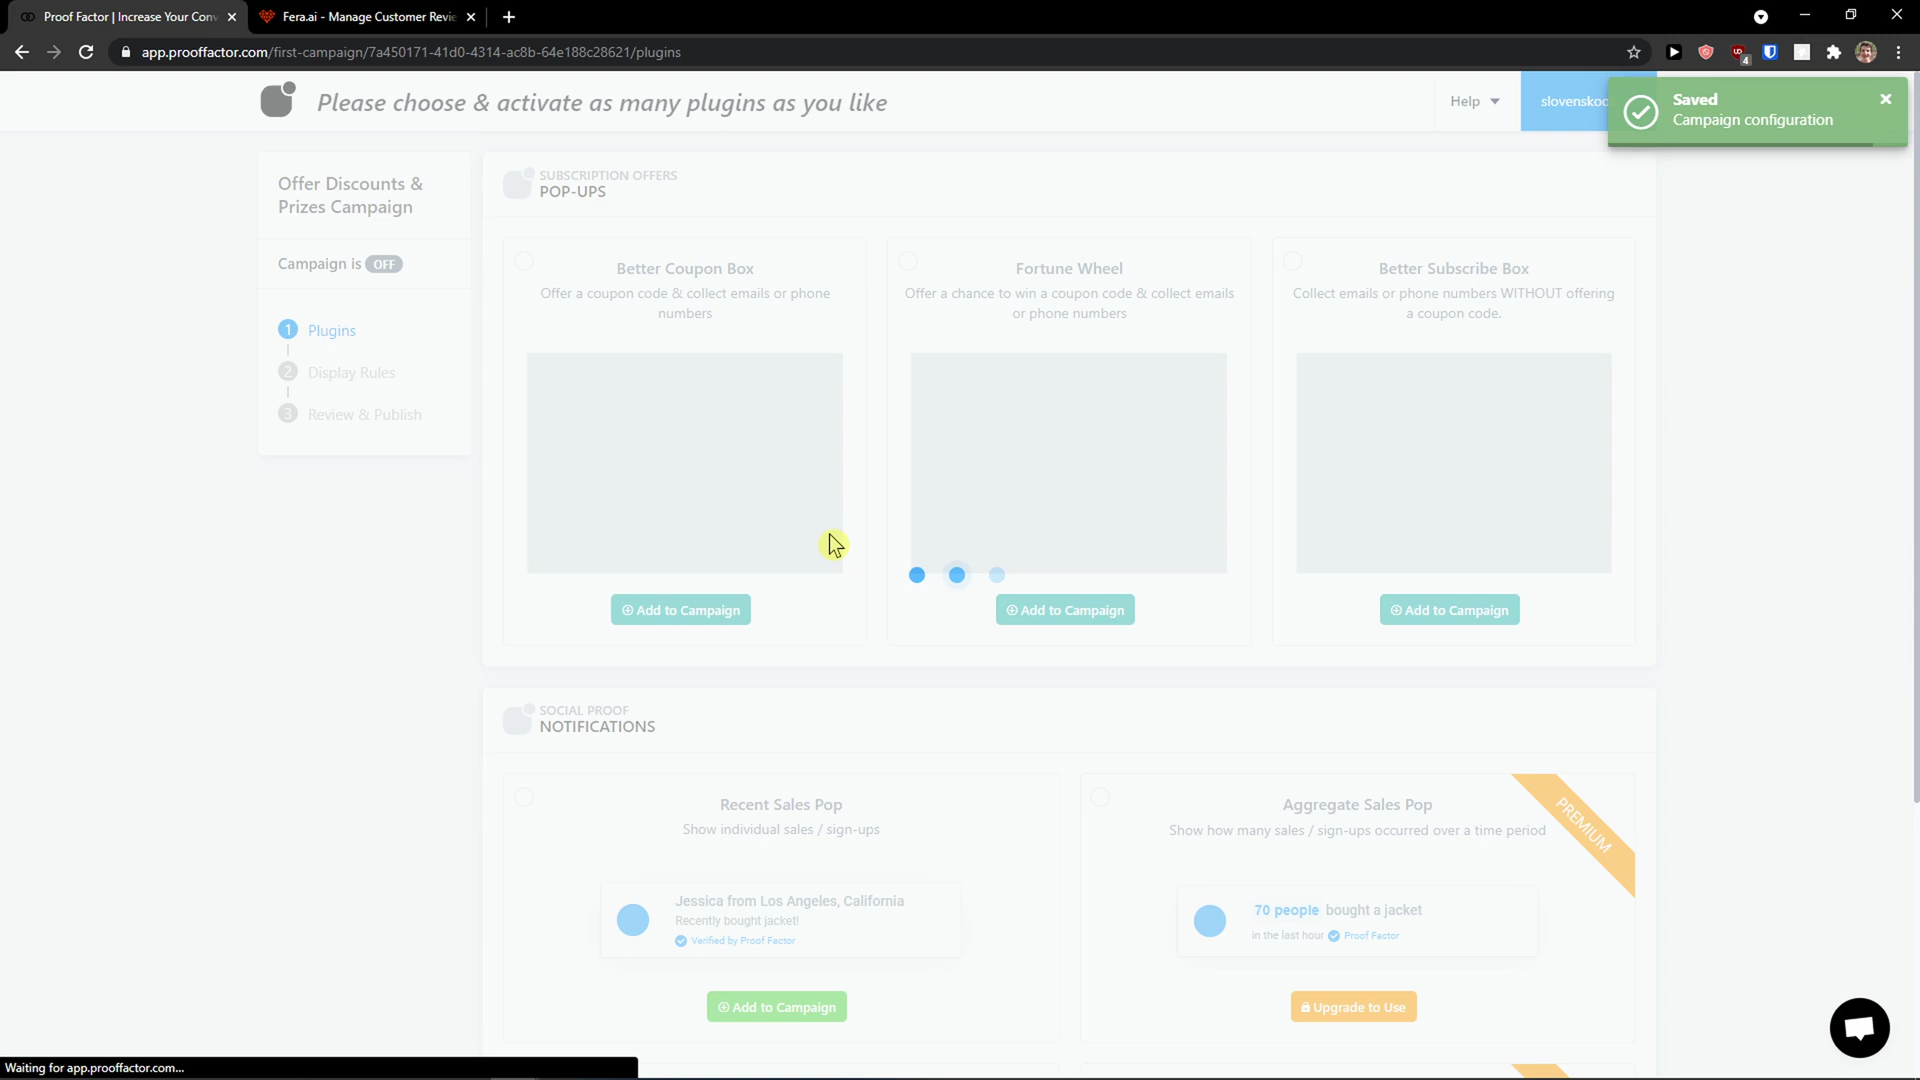 Proof Factor | Increase Your Conv
Fera.ai - Manage Customer Revie
app.prooffactor.com/first-campaign/7a450171-41d0-4314-ac8b-64e188c28621/plugins
4
Please choose & activate as many plugins as you like
Help
slovenskoc
Saved
Campaign configuration
Offer Discounts &
Prizes Campaign
Campaign is OFF
1 Plugins
2 Display Rules
3 Review & Publish
SUBSCRIPTION OFFERS
POP-UPS
Better Coupon Box
Offer a coupon code & collect emails or phone
numbers
Add to Campaign
Fortune Wheel
Offer a chance to win a coupon code & collect emails
or phone numbers
Add to Campaign
Better Subscribe Box
Collect emails or phone numbers WITHOUT offering
a coupon code.
Add to Campaign
SOCIAL PROOF
NOTIFICATIONS
Recent Sales Pop
Show individual sales / sign-ups
Jessica from Los Angeles, California
Recently bought jacket!
Verified by Proof Factor
Add to Campaign
PREMIUM
Aggregate Sales Pop
Show how many sales / sign-ups occurred over a time period
70 people bought a jacket
in the last hour Proof Factor
Upgrade to Use
Waiting for app.prooffactor.com...